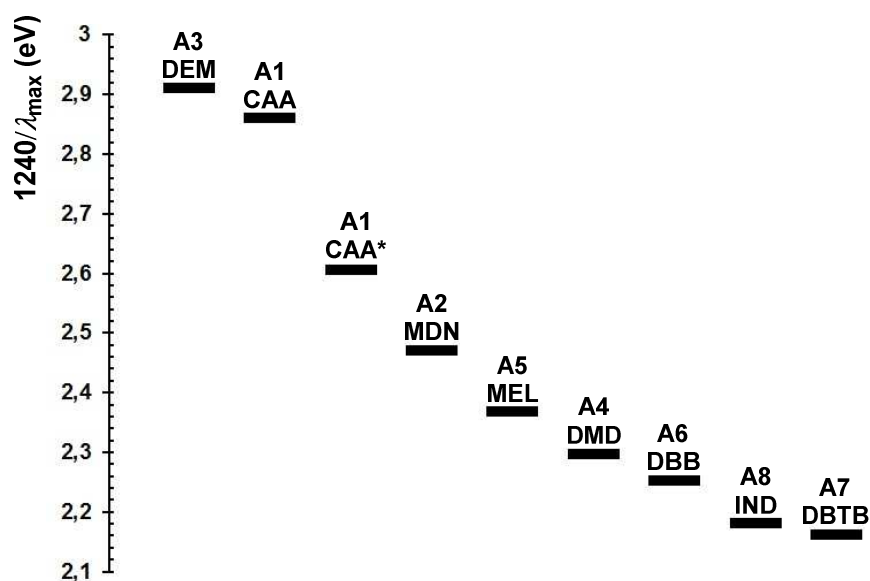 1240/λmax (eV)
3
2,9
2,8
2,7
2,6
2,5
2,4
2,3
2,2
2,1
A3
DEM
A1
CAA
A1
CAA*
A2
MDN
A5
MEL
A4
DMD
A6
DBB
A8
IND
A7
DBTB